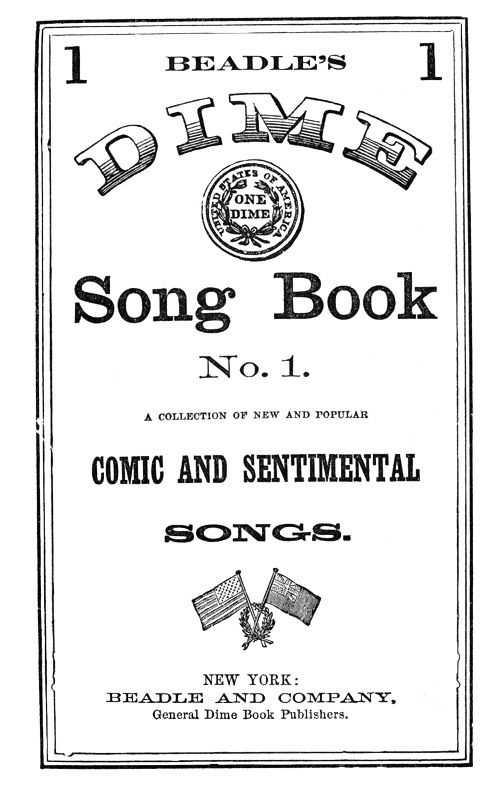 1 BEADLE'S 1
DIME
UNITED STATES OF AMERICA
ONE
DIME
Song Book
No. 1.
A COLLECTION OF NEW AND POPULAR
COMIC AND SENTIMENTAL
SONGS.
NEW YORK:
BEADLE AND COMPANY,
General Dime Book Publishers.